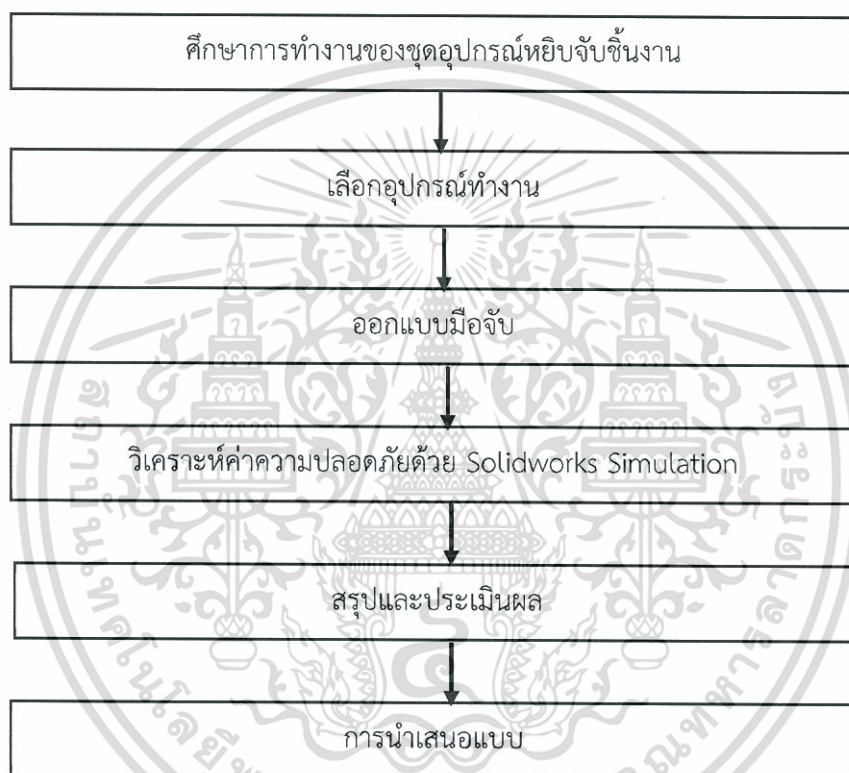 ศึกษาการทำงานของชุดอุปกรณ์หยิบจับชิ้นงาน
เลือกอุปกรณ์ทำงาน
ออกแบบมือจับ
วิเคราะห์ค่าความปลอดภัยด้วย Solidworks Simulation
สรุปและประเมินผล
การนำเสนอแบบ